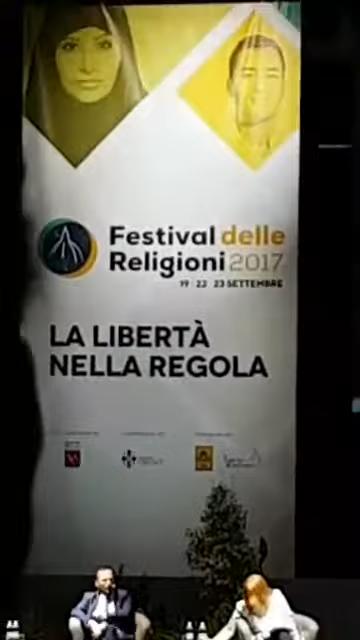 Festival delle
Religioni 2017
19 · 22 · 23 SETTEMBRE
LA LIBERTÀ
NELLA REGOLA